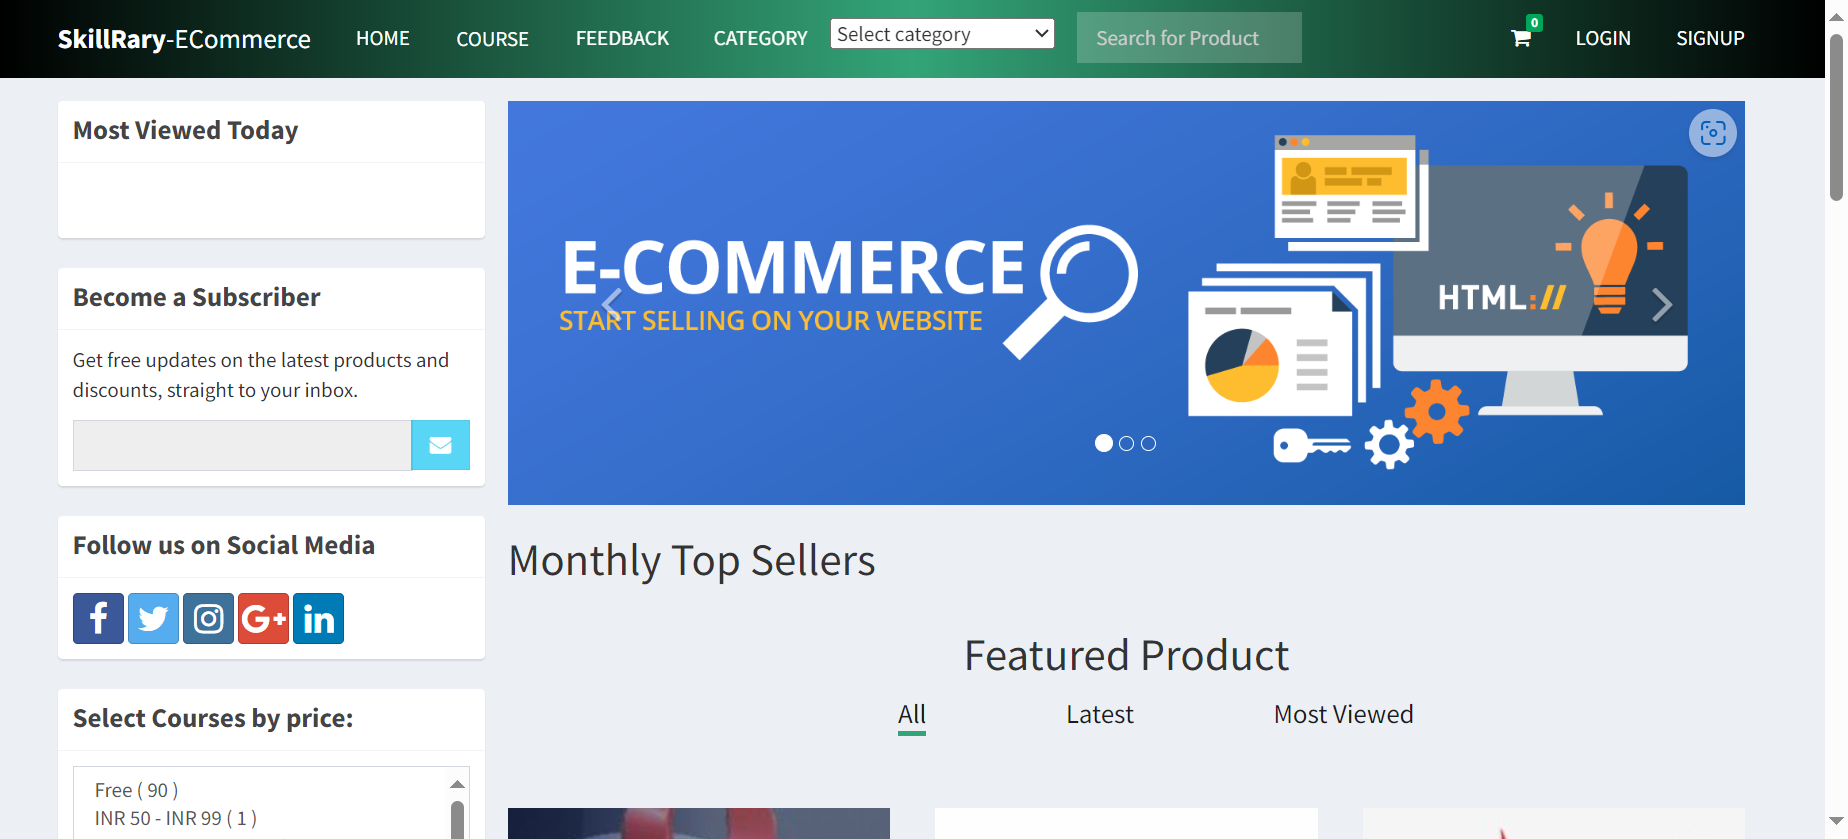 SkillRary-ECommerce HOME COURSE FEEDBACK CATEGORY Select category Search for Product 0 LOGIN SIGNUP
Most Viewed Today
Become a Subscriber
Get free updates on the latest products and
discounts, straight to your inbox.
Follow us on Social Media
f G+ in
Select Courses by price:
Free ( 90 )
INR 50 - INR 99 ( 1 )
E-COMMERCE
START SELLING ON YOUR WEBSITE
HTML://
Monthly Top Sellers
Featured Product
All Latest Most Viewed